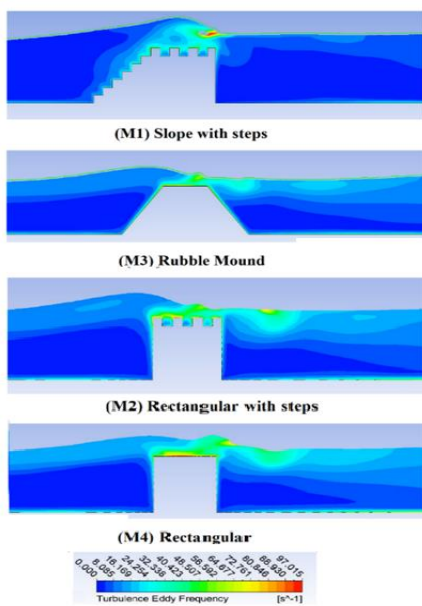 (M1) Slope with steps
(M3) Rubble Mound
(M2) Rectangular with steps
(M4) Rectangular
0.000 8.085 16.169 24.254 32.338 40.423 48.507 56.592 64.677 72.761 80.846 88.930 97.015
Turbulence Eddy Frequency [s^-1]